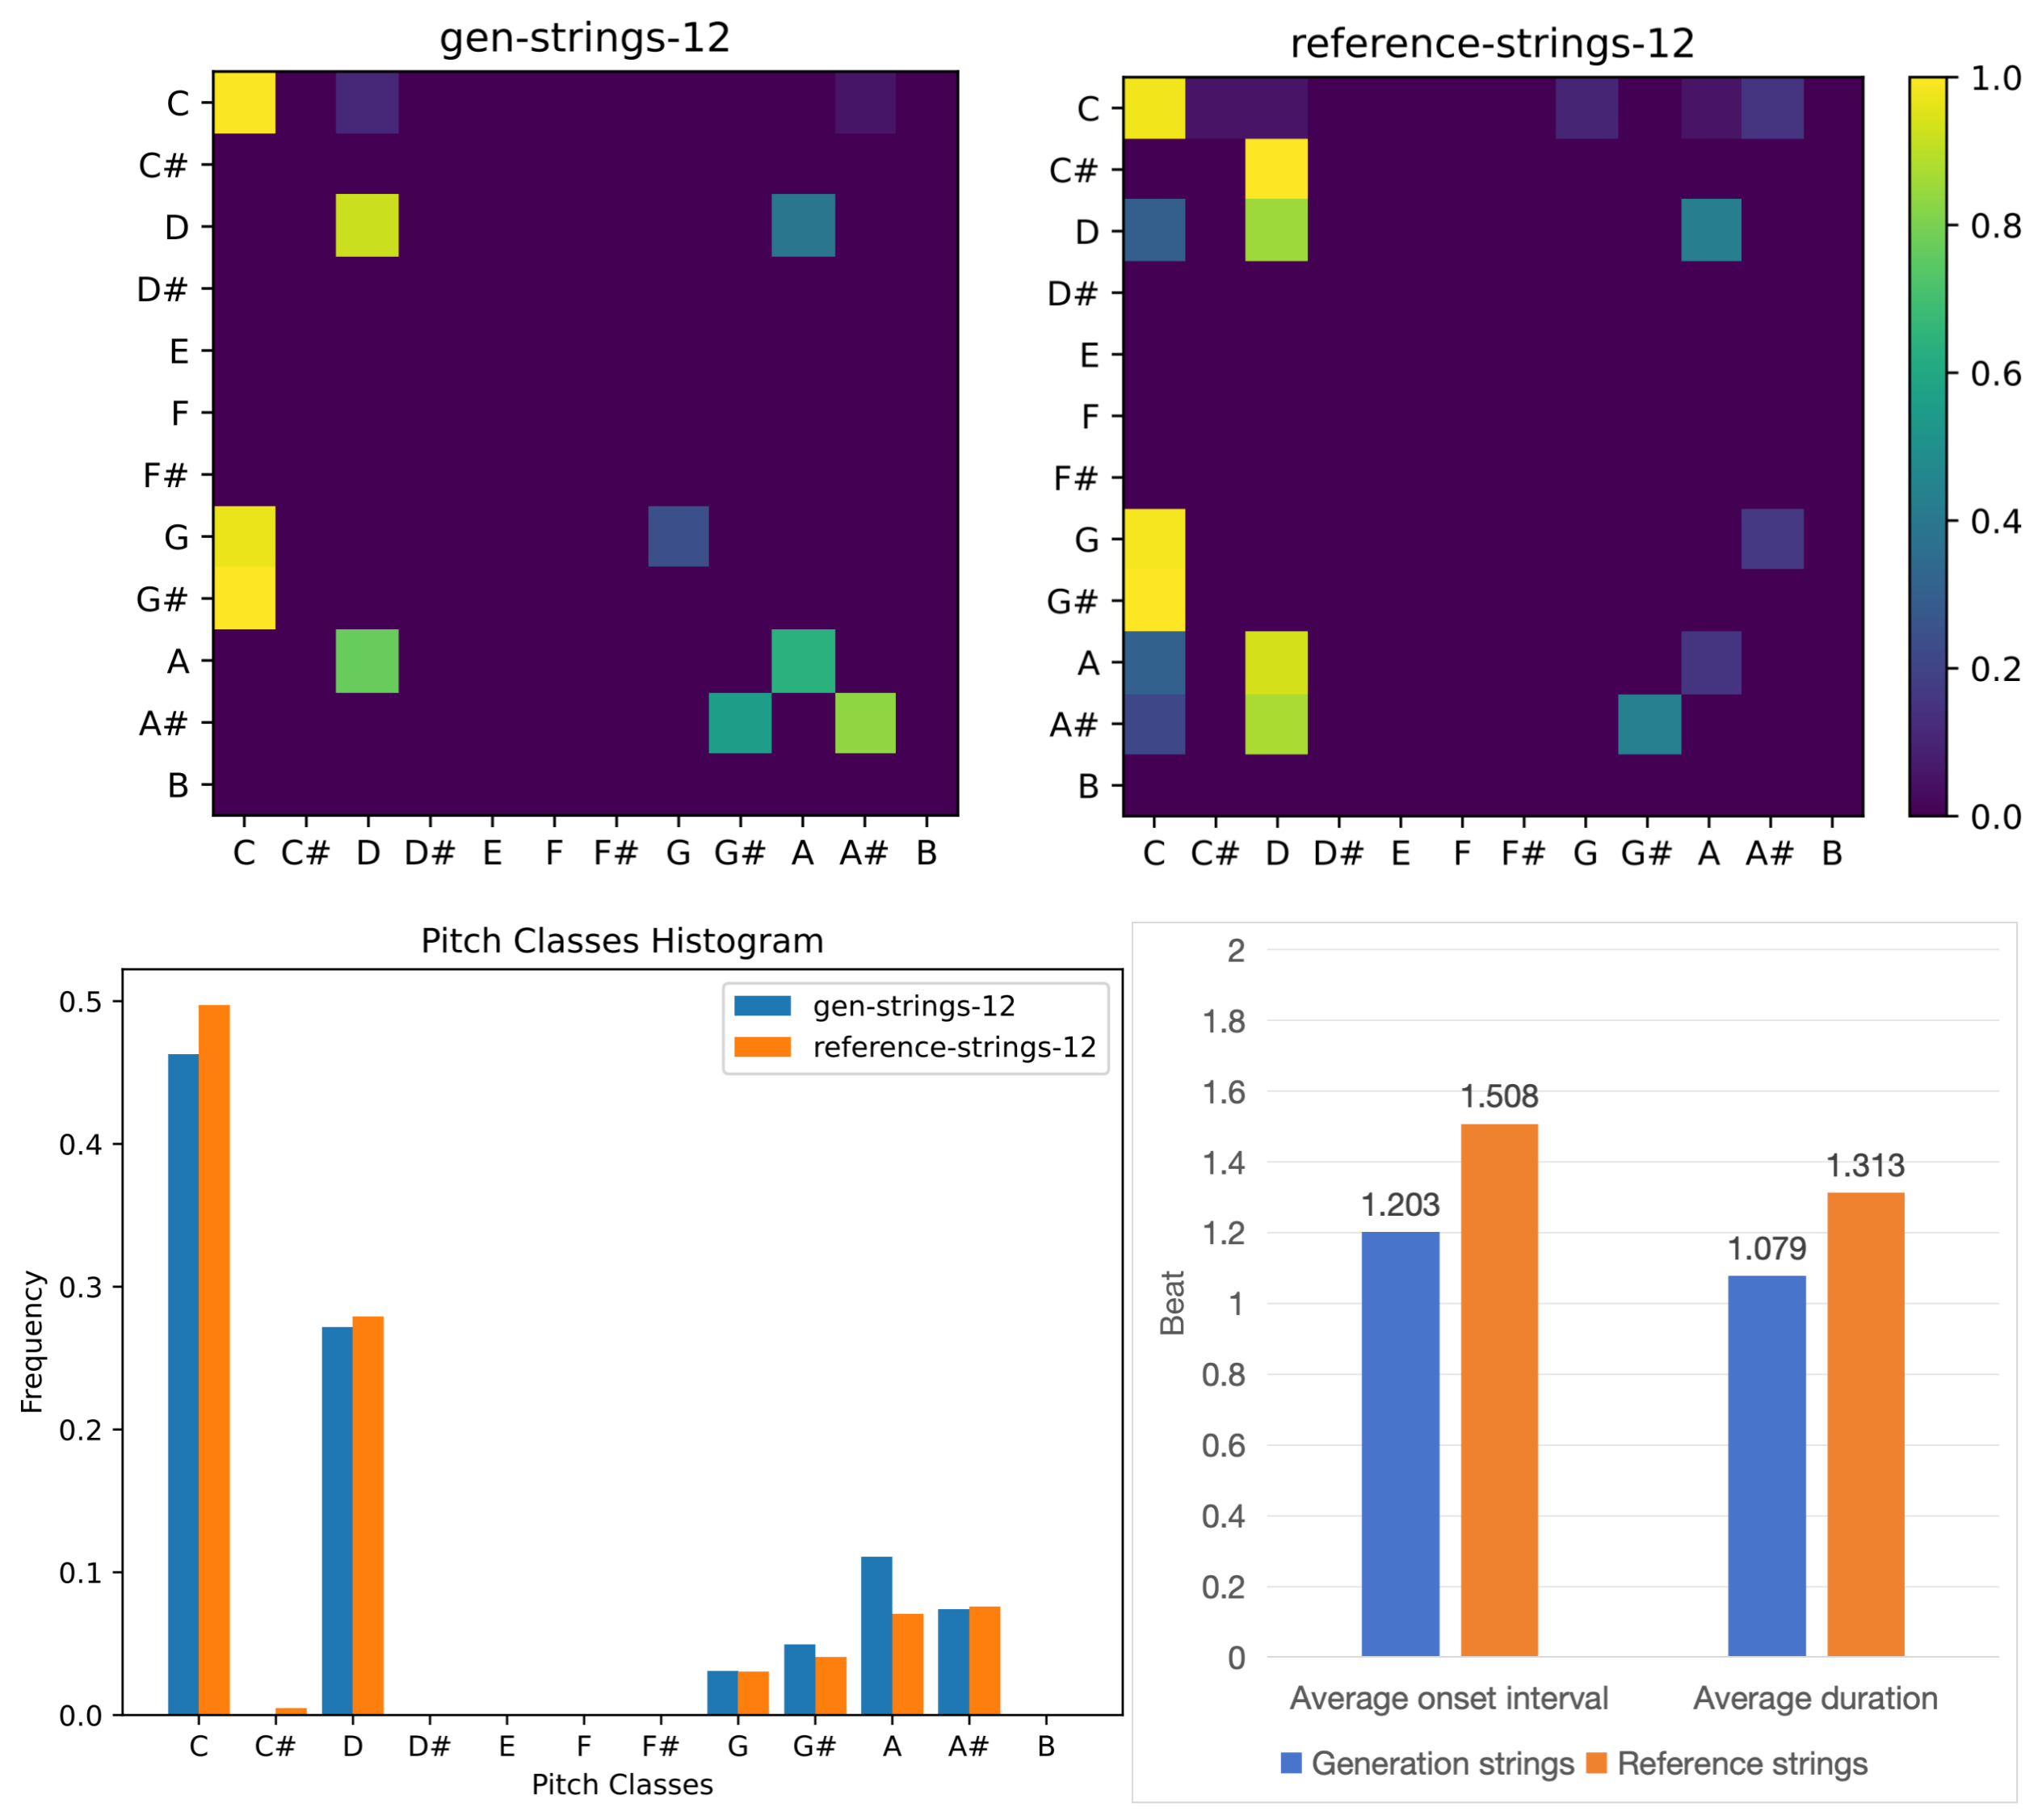 gen-strings-12
C
C#
D
D#
E
F
F#
G
G#
A
A#
B
C C# D D# E F F# G G# A A# B
reference-strings-12
C
C#
D
D#
E
F
F#
G
G#
A
A#
B
C C# D D# E F F# G G# A A# B
1.0
0.8
0.6
0.4
0.2
0.0
Pitch Classes Histogram
gen-strings-12
reference-strings-12
Frequency
0.5
0.4
0.3
0.2
0.1
0.0
C C# D D# E F F# G G# A A# B
Pitch Classes
Beat
2
1.8
1.6
1.4
1.2
1
0.8
0.6
0.4
0.2
0
1.203
1.508
1.079
1.313
Average onset interval Average duration
Generation strings Reference strings